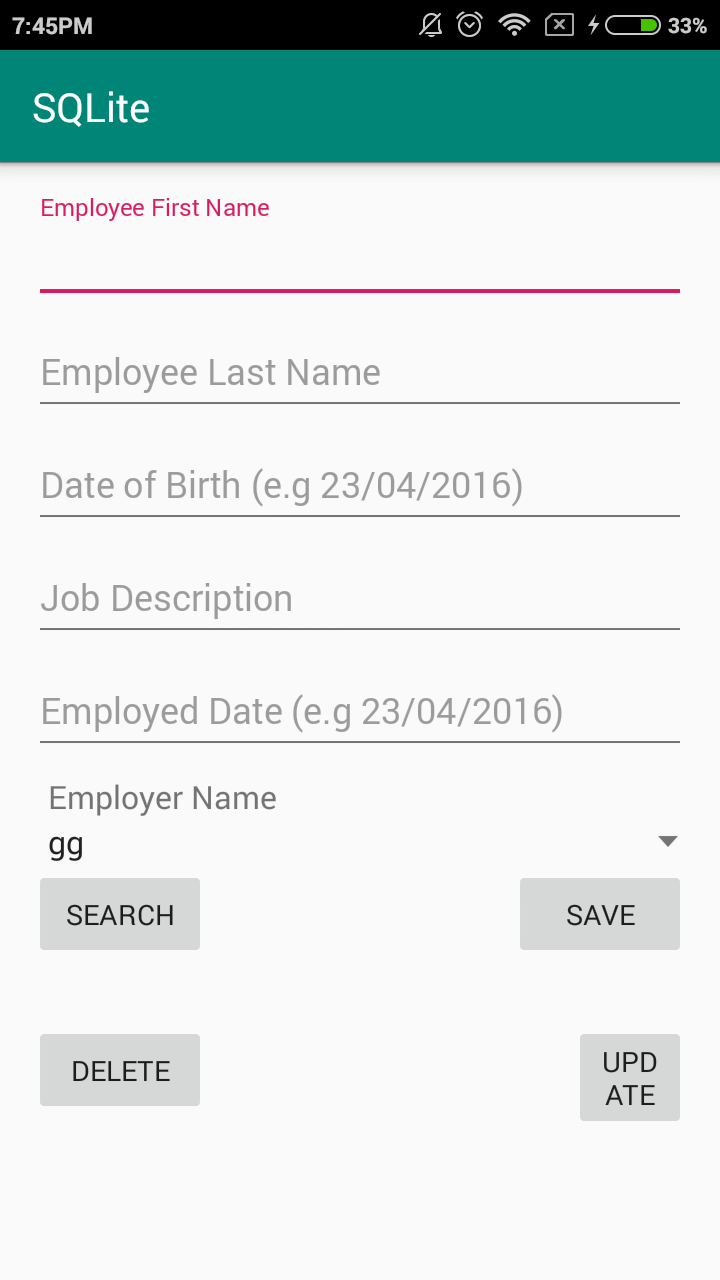 7:45PM 33%
SQLite
Employee First Name
Employee Last Name
Date of Birth (e.g 23/04/2016)
Job Description
Employed Date (e.g 23/04/2016)
Employer Name
gg
SEARCH SAVE
DELETE
UPD
ATE